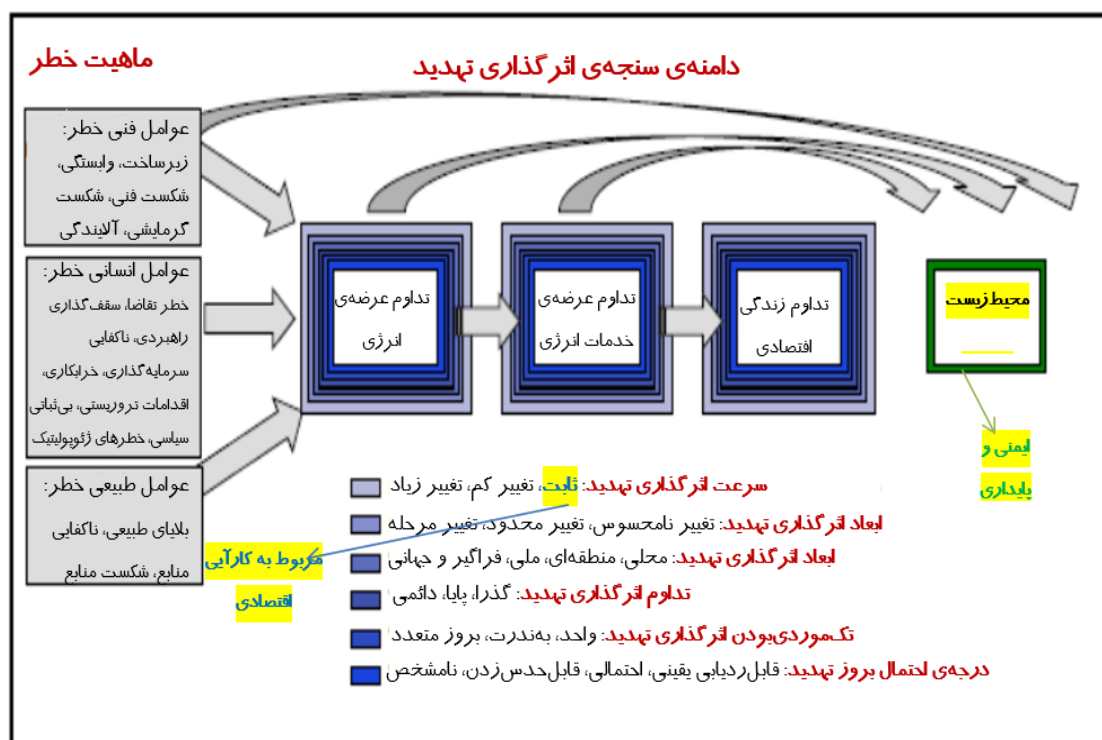 ماهیت خطر
دامنه‌ی سنجه‌ی اثرگذاری تهدید
عوامل فنی خطر:
زیرساخت، وابستگی،
شکست فنی، شکست
گرمایشی، آلایندگی
عوامل انسانی خطر:
خطر تقاضا، سقف‌گذاری
راهبردی، ناکفایی
سرمایه‌گذاری، خرابکاری،
اقدامات تروریستی، بی‌ثباتی
سیاسی، خطرهای ژئوپولیتیک
عوامل طبیعی خطر:
بلایای طبیعی، ناکفایی
منابع، شکست منابع
تداوم عرضه‌ی
انرژی
تداوم عرضه‌ی
خدمات انرژی
تداوم زندگی
اقتصادی
محیط‌زیست
ایمنی و
پایداری
سرعت اثرگذاری تهدید: ثابت، تغییر کم، تغییر زیاد
ابعاد اثرگذاری تهدید: تغییر نامحسوس، تغییر محدود، تغییر مرحله
ابعاد اثرگذاری تهدید: محلی، منطقه‌ای، ملی، فراگیر و جهانی
تداوم اثرگذاری تهدید: گذرا، پایا، دائمی
تک‌موردی‌بودن اثرگذاری تهدید: واحد، به‌ندرت، بروز متعدد
درجه‌ی احتمال بروز تهدید: قابل‌ردیابی یقینی، احتمالی، قابل‌حدس‌زدن، نامشخص
مربوط به کارآیی
اقتصادی